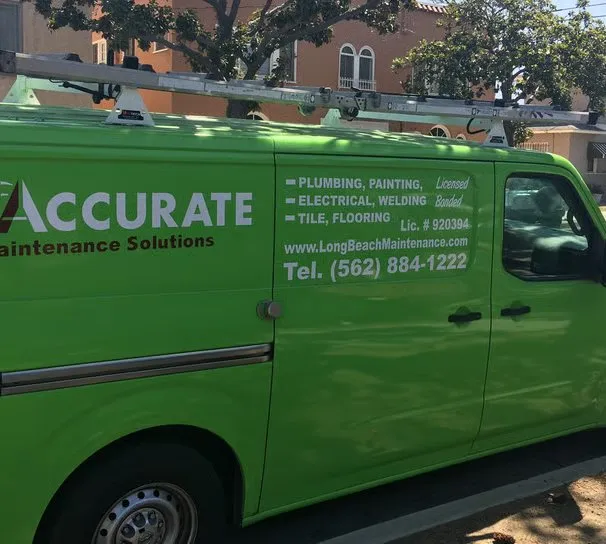 ACCURATE
aintenance Solutions
PLUMBING, PAINTING, Licensed
ELECTRICAL, WELDING Bonded
TILE, FLOORING
Lic. # 920394
www.LongBeachMaintenance.com
Tel. (562) 884-1222